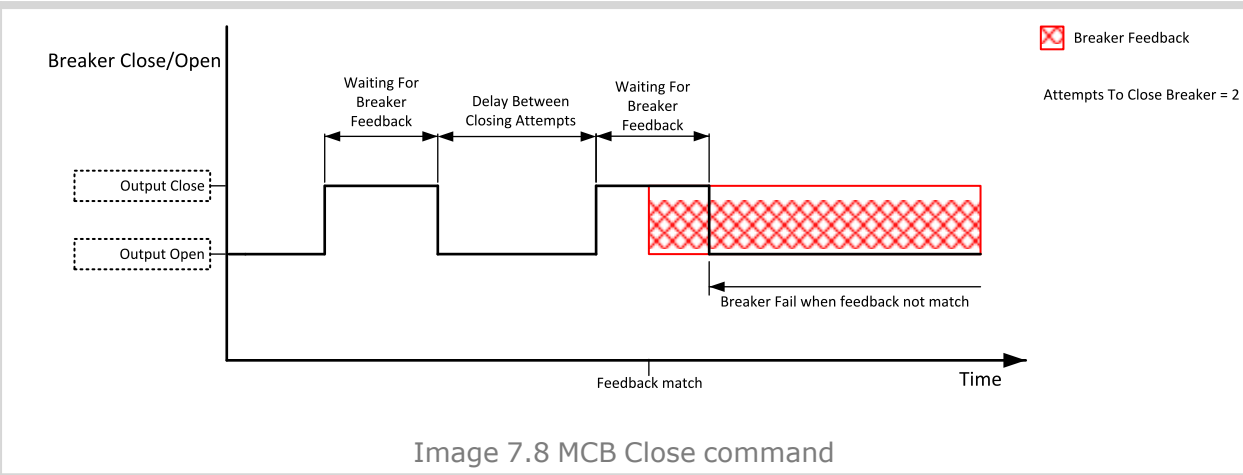 Breaker Feedback
Breaker Close/Open
Waiting For
Breaker
Feedback
Delay Between
Closing Attempts
Waiting For
Breaker
Feedback
Attempts To Close Breaker = 2
Output Close
Output Open
Breaker Fail when feedback not match
Feedback match
Time
Image 7.8 MCB Close command